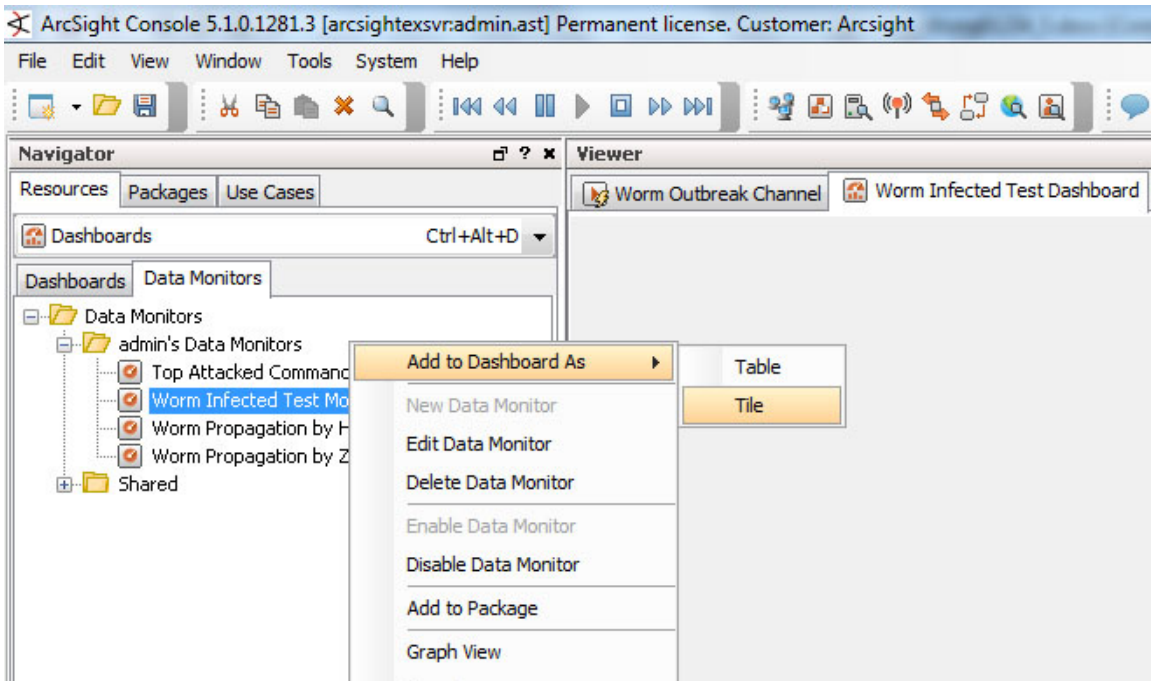 ArcSight Console 5.1.0.1281.3 [arcsightexsvr:admin.ast] Permanent license. Customer: Arcsight
File Edit View Window Tools System Help
Navigator
Viewer
Resources Packages Use Cases
Worm Outbreak Channel Worm Infected Test Dashboard
Dashboards Ctrl+Alt+D
Dashboards Data Monitors
Data Monitors
admin's Data Monitors
Top Attacked Command
Worm Infected Test Mo
Worm Propagation by H
Worm Propagation by Z
Shared
Add to Dashboard As
New Data Monitor
Edit Data Monitor
Delete Data Monitor
Enable Data Monitor
Disable Data Monitor
Add to Package
Graph View
Table
Tile